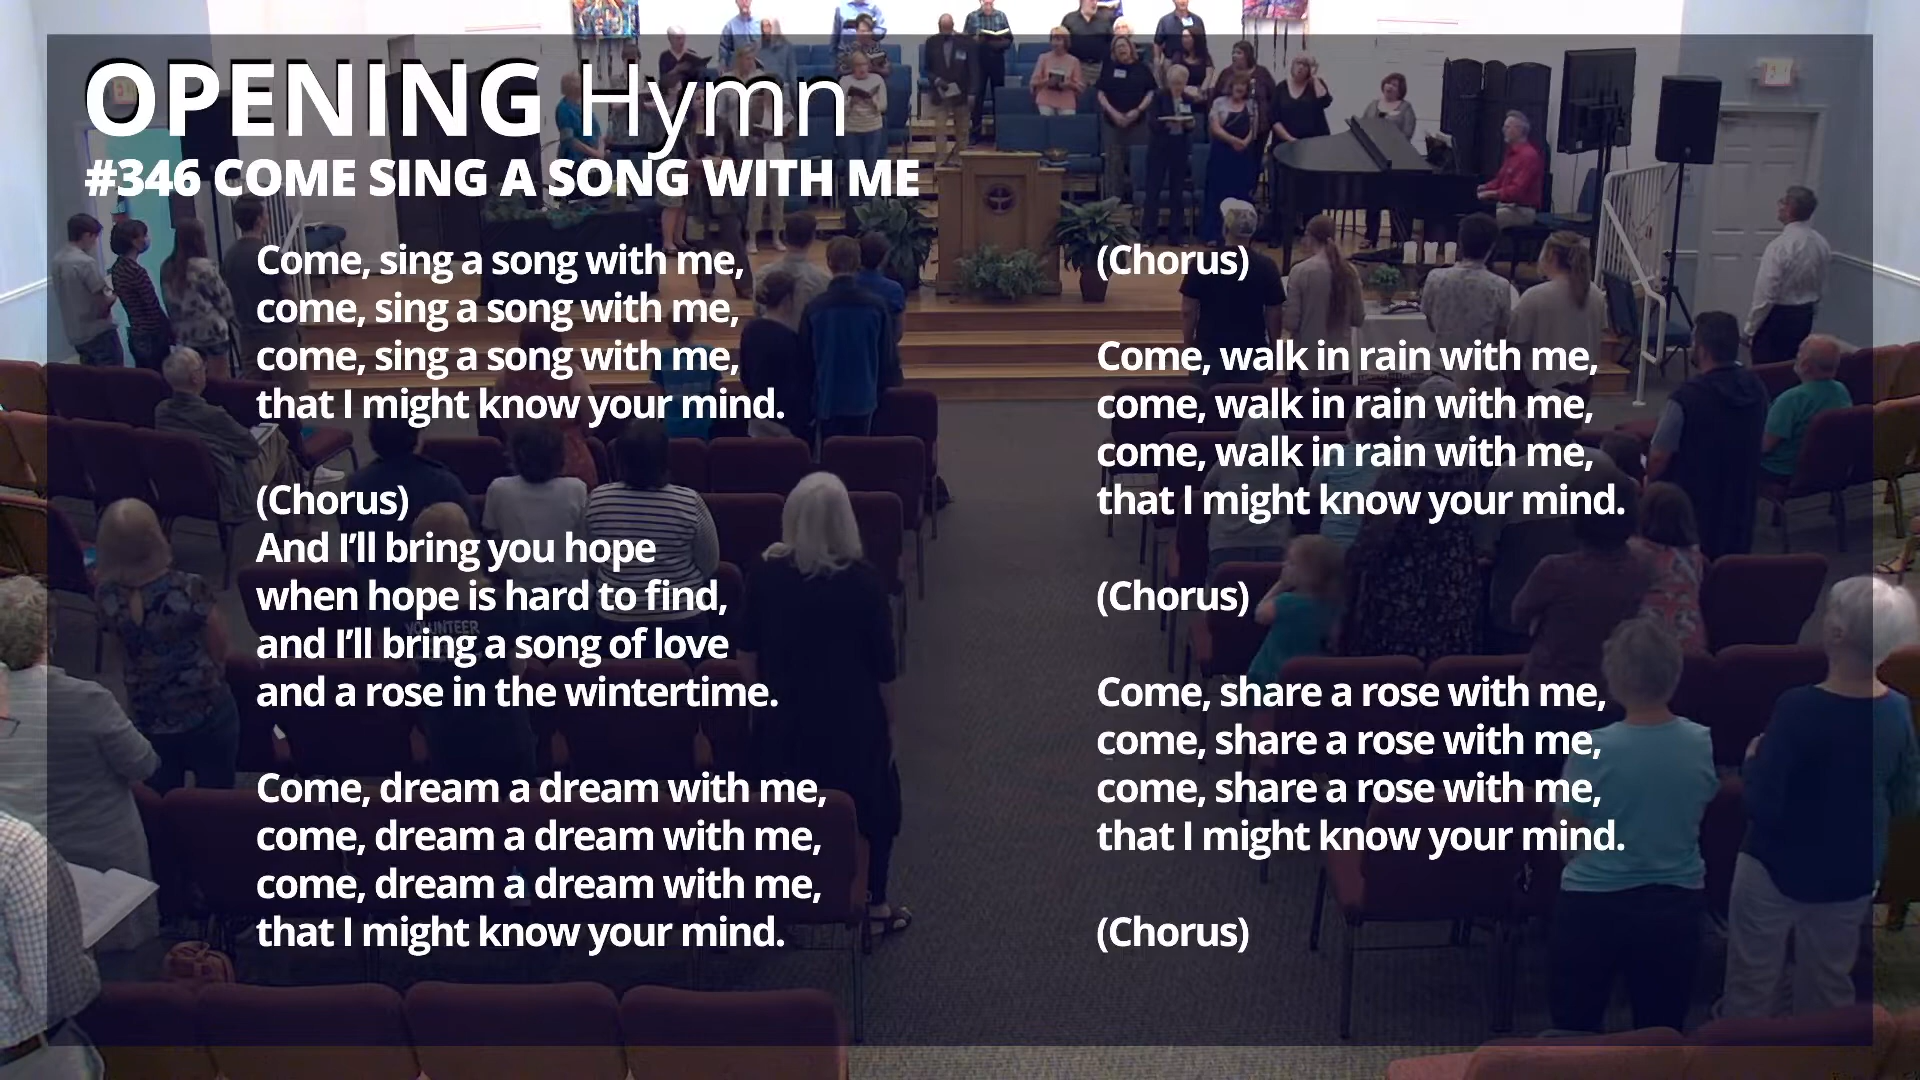 OPENING Hymn
#346 COME SING A SONG WITH ME
Come, sing a song with me,
come, sing a song with me,
come, sing a song with me,
that I might know your mind.
(Chorus)
And I’ll bring you hope
when hope is hard to find,
and I’ll bring a song of love
and a rose in the wintertime.
Come, dream a dream with me,
come, dream a dream with me,
come, dream a dream with me,
that I might know your mind.
(Chorus)
Come, walk in rain with me,
come, walk in rain with me,
come, walk in rain with me,
that I might know your mind.
(Chorus)
Come, share a rose with me,
come, share a rose with me,
come, share a rose with me,
that I might know your mind.
(Chorus)
VOLUNTEER